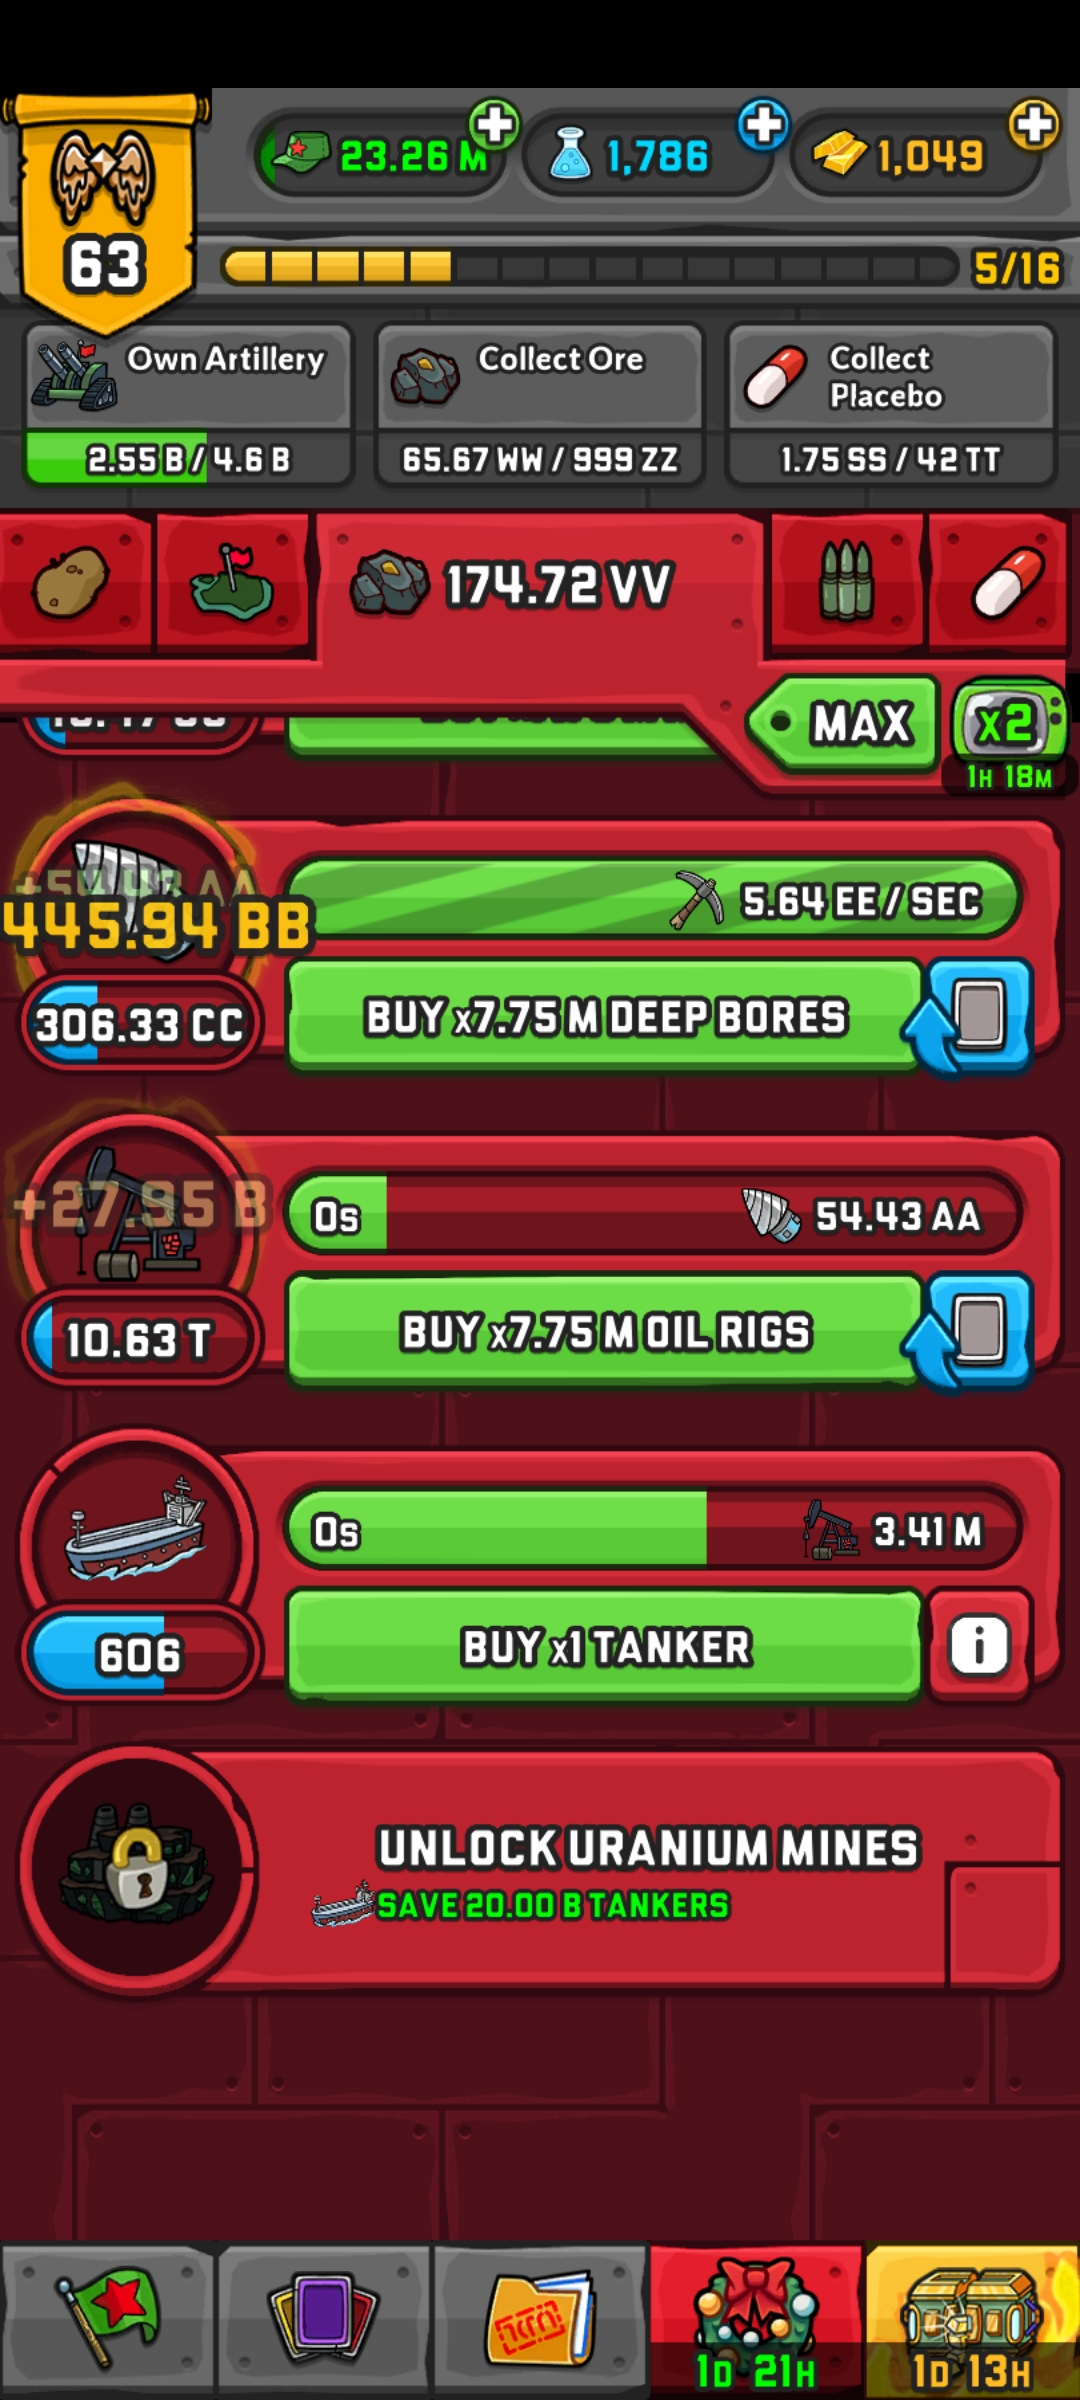 23.26 M
1,786
1,049
63
5/16
Own Artillery
2.55 B / 4.6 B
Collect Ore
65.67 WW / 999 ZZ
Collect
Placebo
1.75 SS / 42 TT
174.72 VV
MAX
x2
1H 18M
+54.43 AA
445.94 BB
5.64 EE / SEC
306.33 CC
BUY x7.75 M DEEP BORES
+27.95 B
0s
54.43 AA
10.63 T
BUY x7.75 M OIL RIGS
0s
3.41 M
606
BUY x1 TANKER
i
UNLOCK URANIUM MINES
SAVE 20.00 B TANKERS
1D 21H
1D 13H